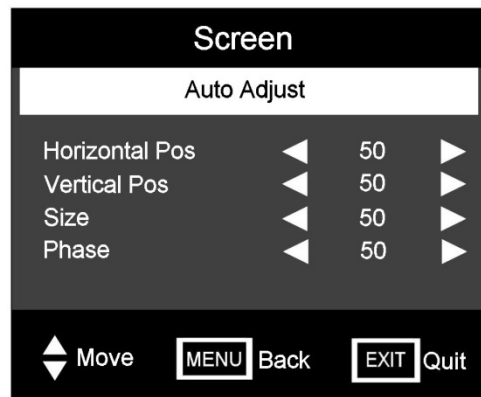 Screen
Auto Adjust
Horizontal Pos 50
Vertical Pos 50
Size 50
Phase 50
Move MENU Back EXIT Quit